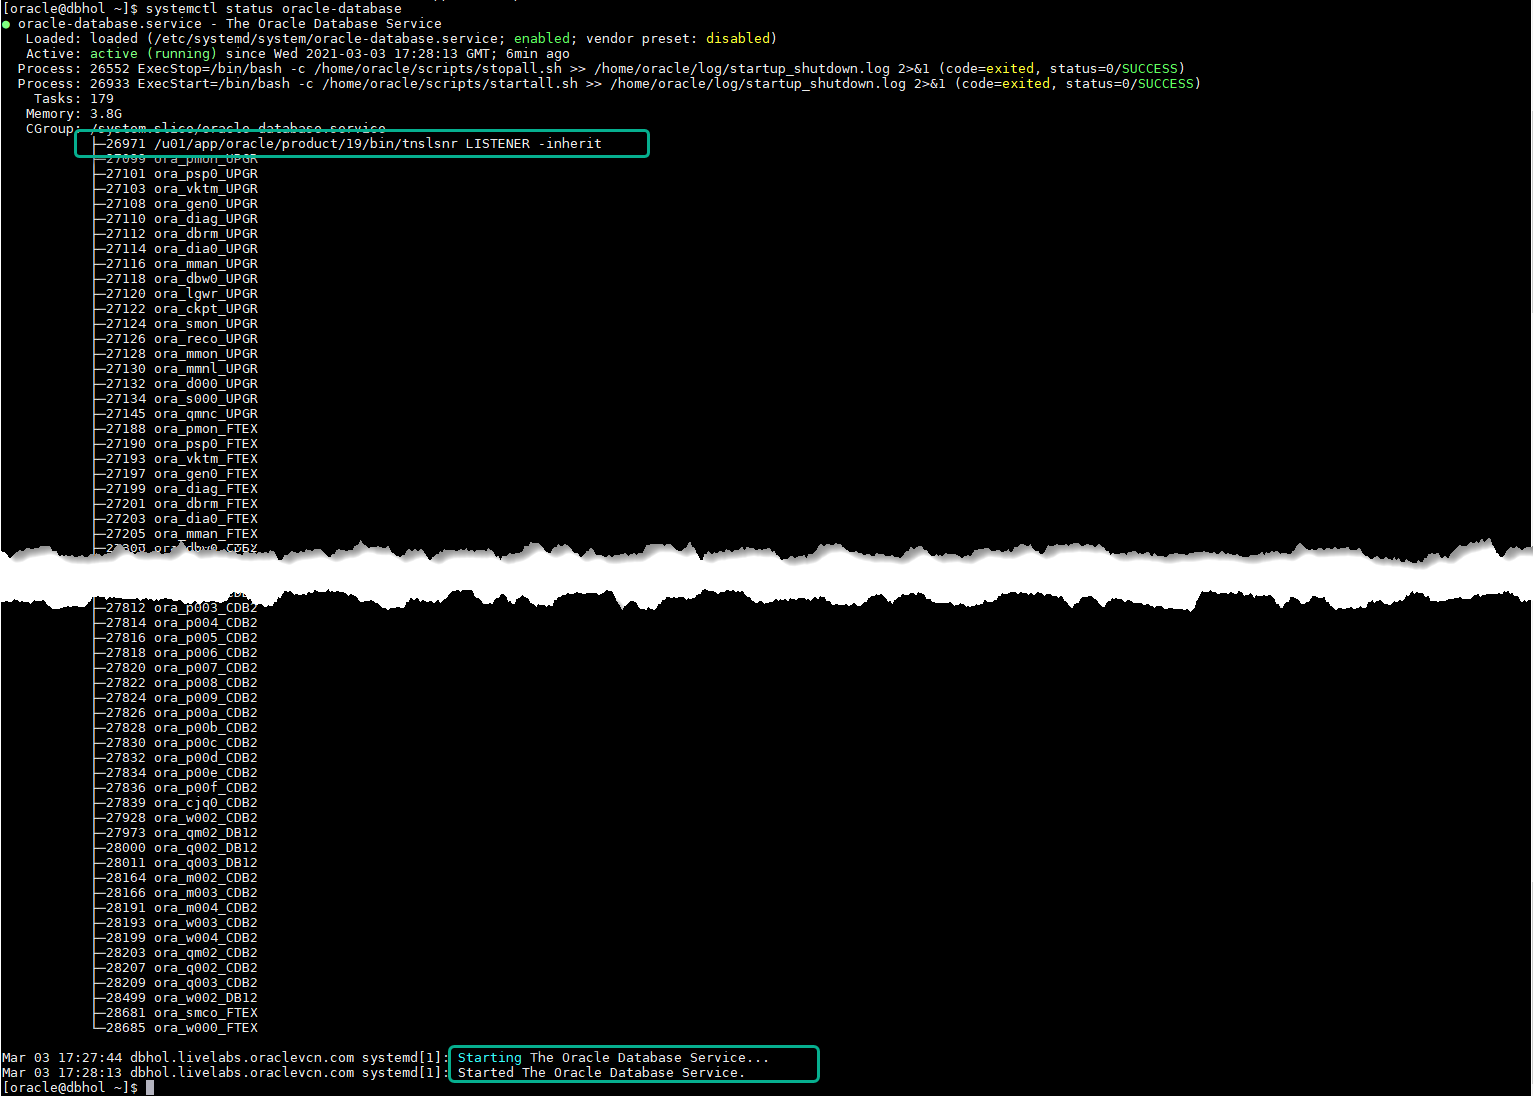 [oracle@dbhol ~]$ systemctl status oracle-database
● oracle-database.service - The Oracle Database Service
Loaded: loaded (/etc/systemd/system/oracle-database.service; enabled; vendor preset: disabled)
Active: active (running) since Wed 2021-03-03 17:28:13 GMT; 6min ago
Process: 26552 ExecStop=/bin/bash -c /home/oracle/scripts/stopall.sh >> /home/oracle/log/startup_shutdown.log 2>&1 (code=exited, status=0/SUCCESS)
Process: 26933 ExecStart=/bin/bash -c /home/oracle/scripts/startall.sh >> /home/oracle/log/startup_shutdown.log 2>&1 (code=exited, status=0/SUCCESS)
Tasks: 179
Memory: 3.8G
CGroup: /system.slice/oracle-database.service
├─26971 /u01/app/oracle/product/19/bin/tnslsnr LISTENER -inherit
├─27099 ora_pmon_UPGR
├─27101 ora_psp0_UPGR
├─27103 ora_vktm_UPGR
├─27108 ora_gen0_UPGR
├─27110 ora_diag_UPGR
├─27112 ora_dbrm_UPGR
├─27114 ora_dia0_UPGR
├─27116 ora_mman_UPGR
├─27118 ora_dbw0_UPGR
├─27120 ora_lgwr_UPGR
├─27122 ora_ckpt_UPGR
├─27124 ora_smon_UPGR
├─27126 ora_reco_UPGR
├─27128 ora_mmon_UPGR
├─27130 ora_mmnl_UPGR
├─27132 ora_d000_UPGR
├─27134 ora_s000_UPGR
├─27145 ora_qmnc_UPGR
├─27188 ora_pmon_FTEX
├─27190 ora_psp0_FTEX
├─27193 ora_vktm_FTEX
├─27197 ora_gen0_FTEX
├─27199 ora_diag_FTEX
├─27201 ora_dbrm_FTEX
├─27203 ora_dia0_FTEX
├─27205 ora_mman_FTEX
├─27812 ora_p003_CDB2
├─27814 ora_p004_CDB2
├─27816 ora_p005_CDB2
├─27818 ora_p006_CDB2
├─27820 ora_p007_CDB2
├─27822 ora_p008_CDB2
├─27824 ora_p009_CDB2
├─27826 ora_p00a_CDB2
├─27828 ora_p00b_CDB2
├─27830 ora_p00c_CDB2
├─27832 ora_p00d_CDB2
├─27834 ora_p00e_CDB2
├─27836 ora_p00f_CDB2
├─27839 ora_cjq0_CDB2
├─27928 ora_w002_CDB2
├─27973 ora_qm02_DB12
├─28000 ora_q002_DB12
├─28011 ora_q003_DB12
├─28164 ora_m002_CDB2
├─28166 ora_m003_CDB2
├─28191 ora_m004_CDB2
├─28193 ora_w003_CDB2
├─28199 ora_w004_CDB2
├─28203 ora_qm02_CDB2
├─28207 ora_q002_CDB2
├─28209 ora_q003_CDB2
├─28499 ora_w002_DB12
├─28681 ora_smco_FTEX
└─28685 ora_w000_FTEX
Mar 03 17:27:44 dbhol.livelabs.oraclevcn.com systemd[1]: Starting The Oracle Database Service...
Mar 03 17:28:13 dbhol.livelabs.oraclevcn.com systemd[1]: Started The Oracle Database Service.
[oracle@dbhol ~]$